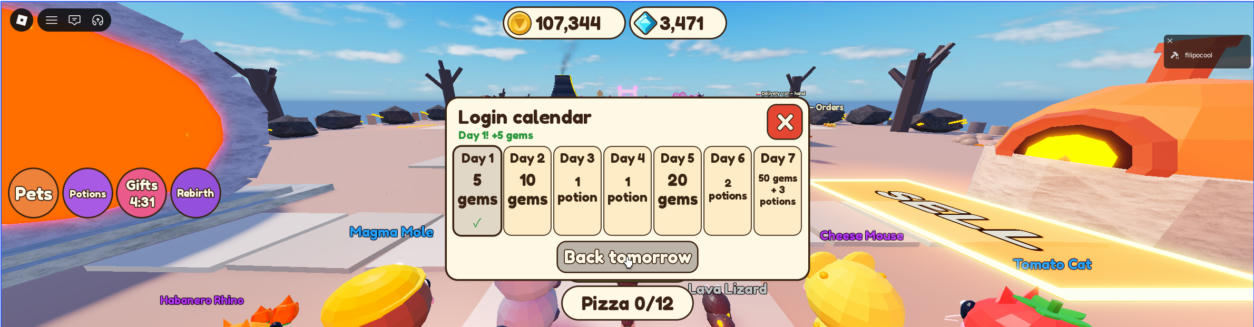 107,344
3,471
filipocool
Orders
Login calendar
Day 1! +5 gems
Day 1
5
gems
✓
Day 2
10
gems
Day 3
1
potion
Day 4
1
potion
Day 5
20
gems
Day 6
2
potions
Day 7
50 gems
+ 3
potions
Back tomorrow
Pets
Potions
Gifts
4:31
Rebirth
SELL
Magma Mole
Cheese Mouse
Tomato Cat
Habanero Rhino
Lava Lizard
Pizza 0/12